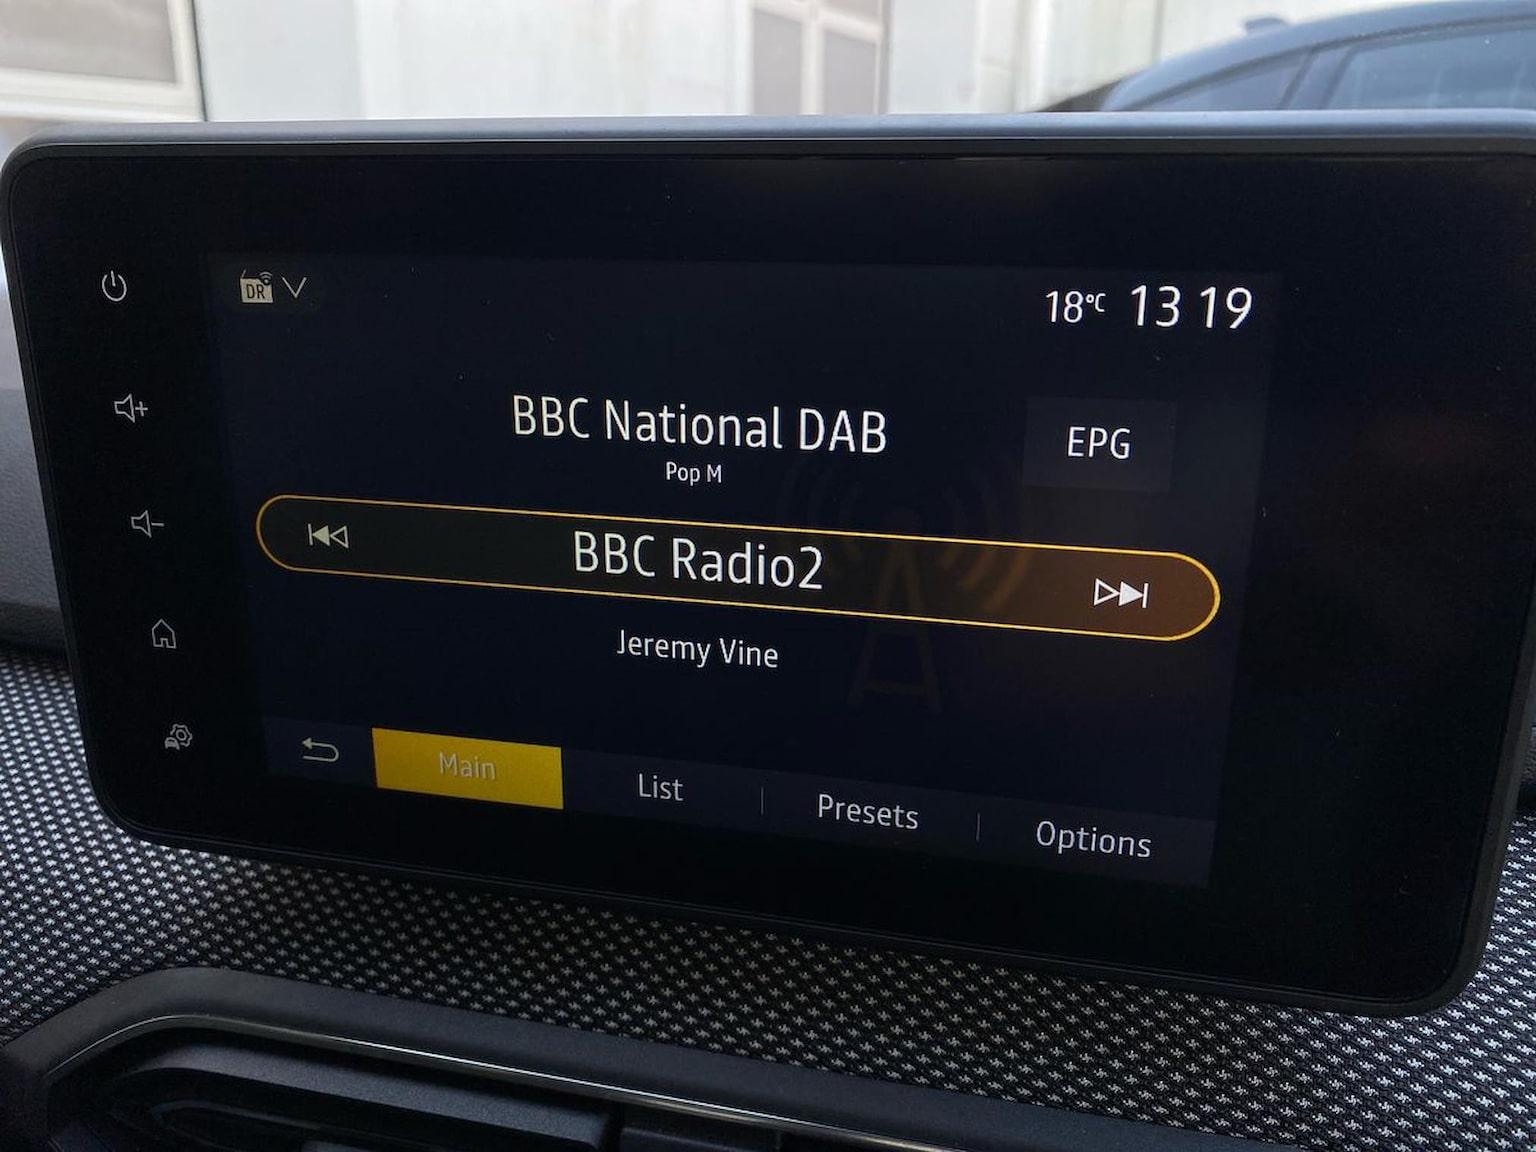 DR
18°C 13 19
BBC National DAB
EPG
Pop M
BBC Radio2
Jeremy Vine
Main
List
Presets
Options